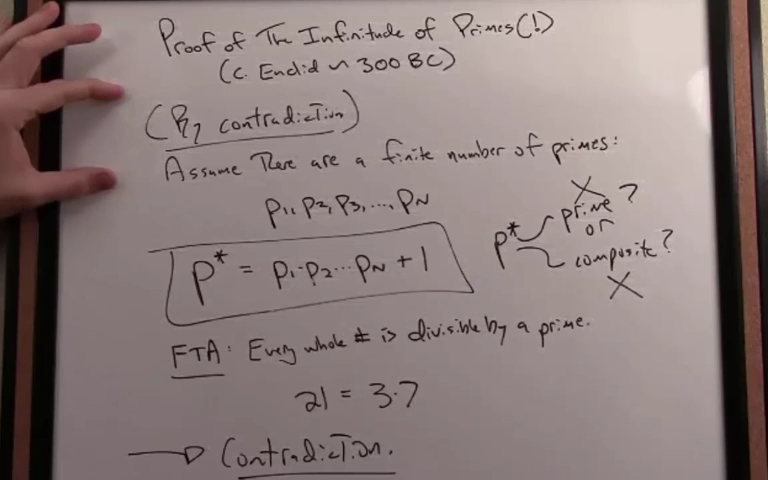 Proof of The Infinitude of Primes(!)
(c. Euclid ~ 300 BC)
(By contradiction)
Assume There are a finite number of primes:
p1, p2, p3, ..., pN
P* = p1·p2...pN + 1
P* prime?
or
composite?
X
X
FTA: Every whole # is divisible by a prime.
21 = 3·7
→ Contradiction.